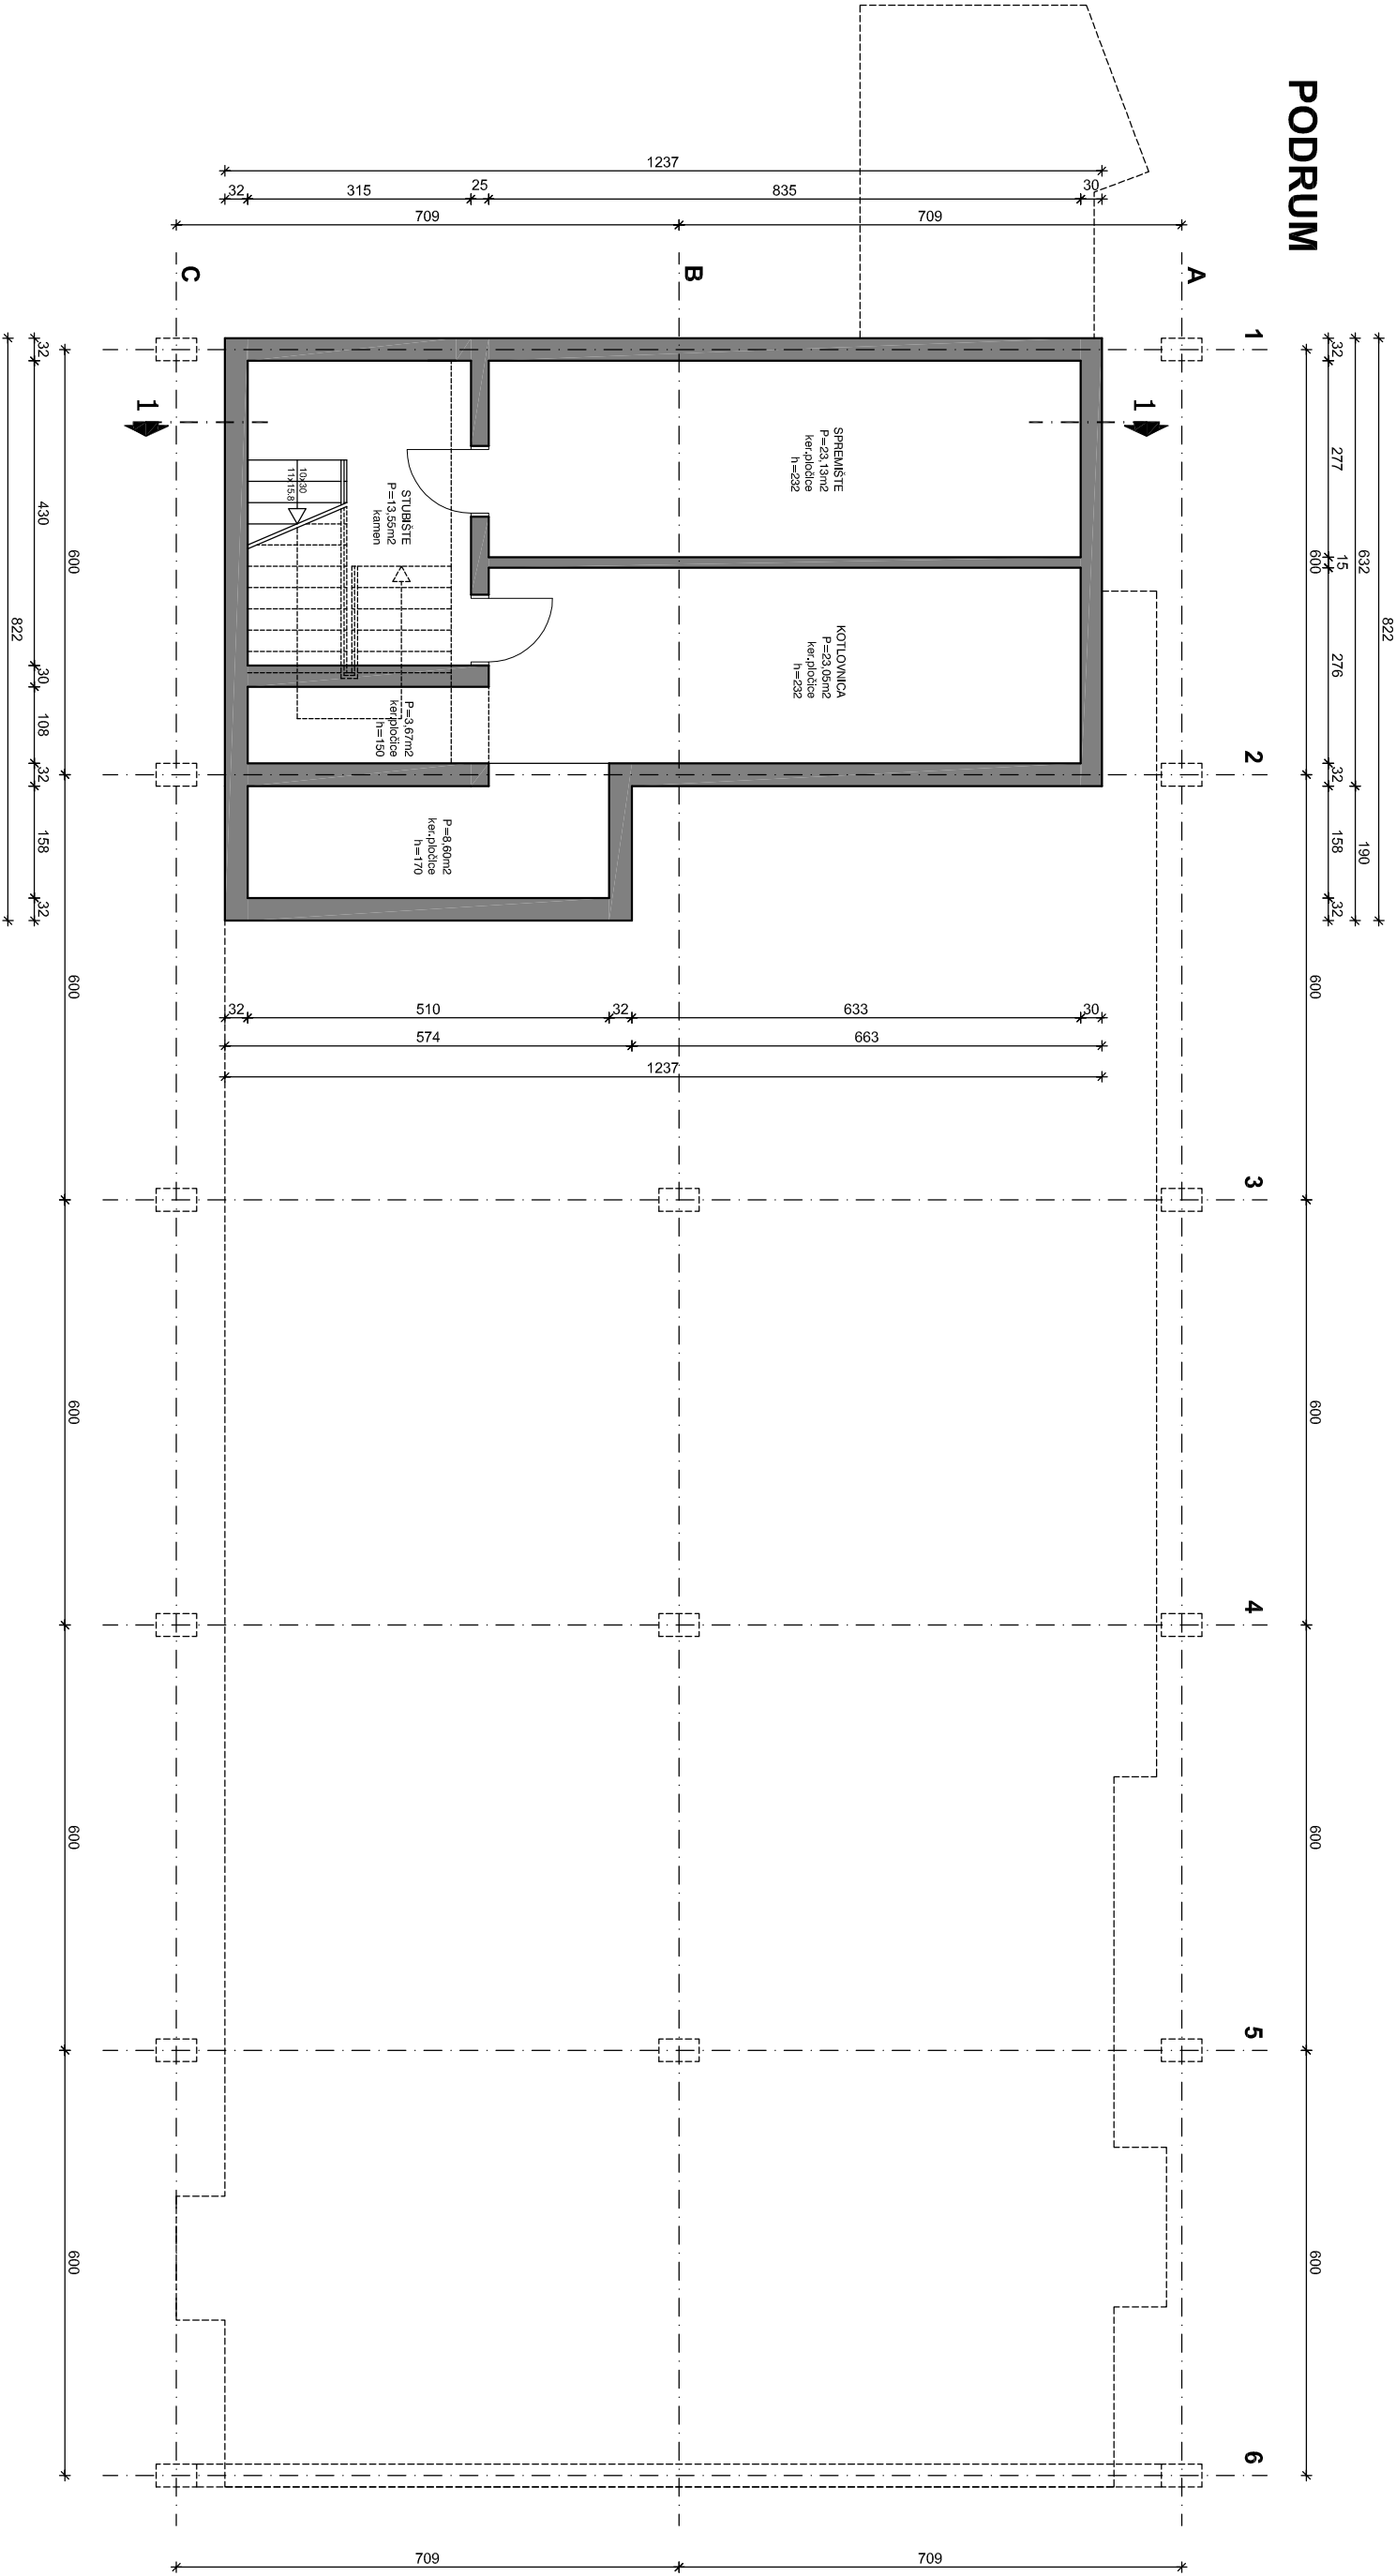 PODRUM
1237
32
315
25
835
30
709
709
C
B
A
1
2
3
4
5
6
822
632
190
32
277
15
276
32
158
32
600
600
600
600
600
1
1
SPREMIŠTE
P=23,13m2
ker.pločice
h=232
KOTLOVNICA
P=23,05m2
ker.pločice
h=232
STUBIŠTE
P=13,55m2
kamen
10x30
11x15,8
P=3,67m2
ker.pločice
h=150
P=8,60m2
ker.pločice
h=170
32
510
32
633
30
574
663
1237
32
430
30
108
32
158
32
822
600
600
600
600
600
709
709